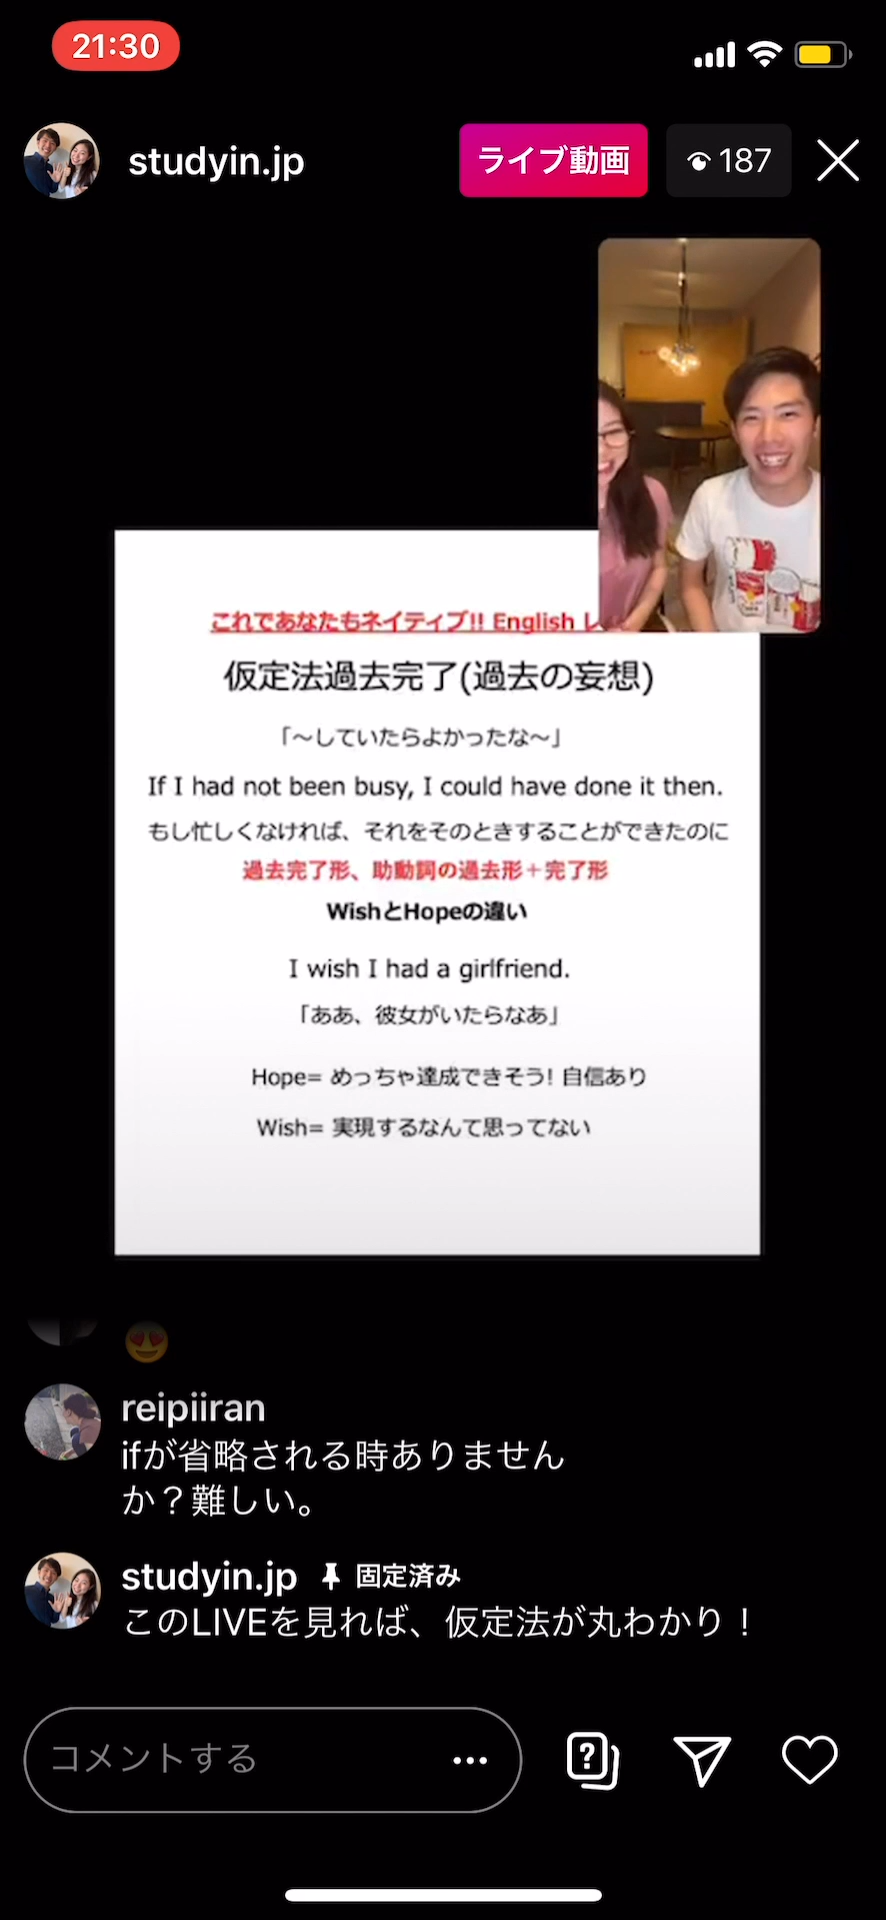 21:30
studyin.jp
ライブ動画
187
これであなたもネイティブ!! English
仮定法過去完了(過去の妄想)
「～していたらよかったな～」
If I had not been busy, I could have done it then.
もし忙しくなければ、それをそのときすることができたのに
過去完了形、助動詞の過去形＋完了形
WishとHopeの違い
I wish I had a girlfriend.
「ああ、彼女がいたらなあ」
Hope= めっちゃ達成できそう! 自信あり
Wish= 実現するなんて思ってない
reipiiran
ifが省略される時ありません
か？難しい。
studyin.jp 固定済み
このLIVEを見れば、仮定法が丸わかり！
コメントする